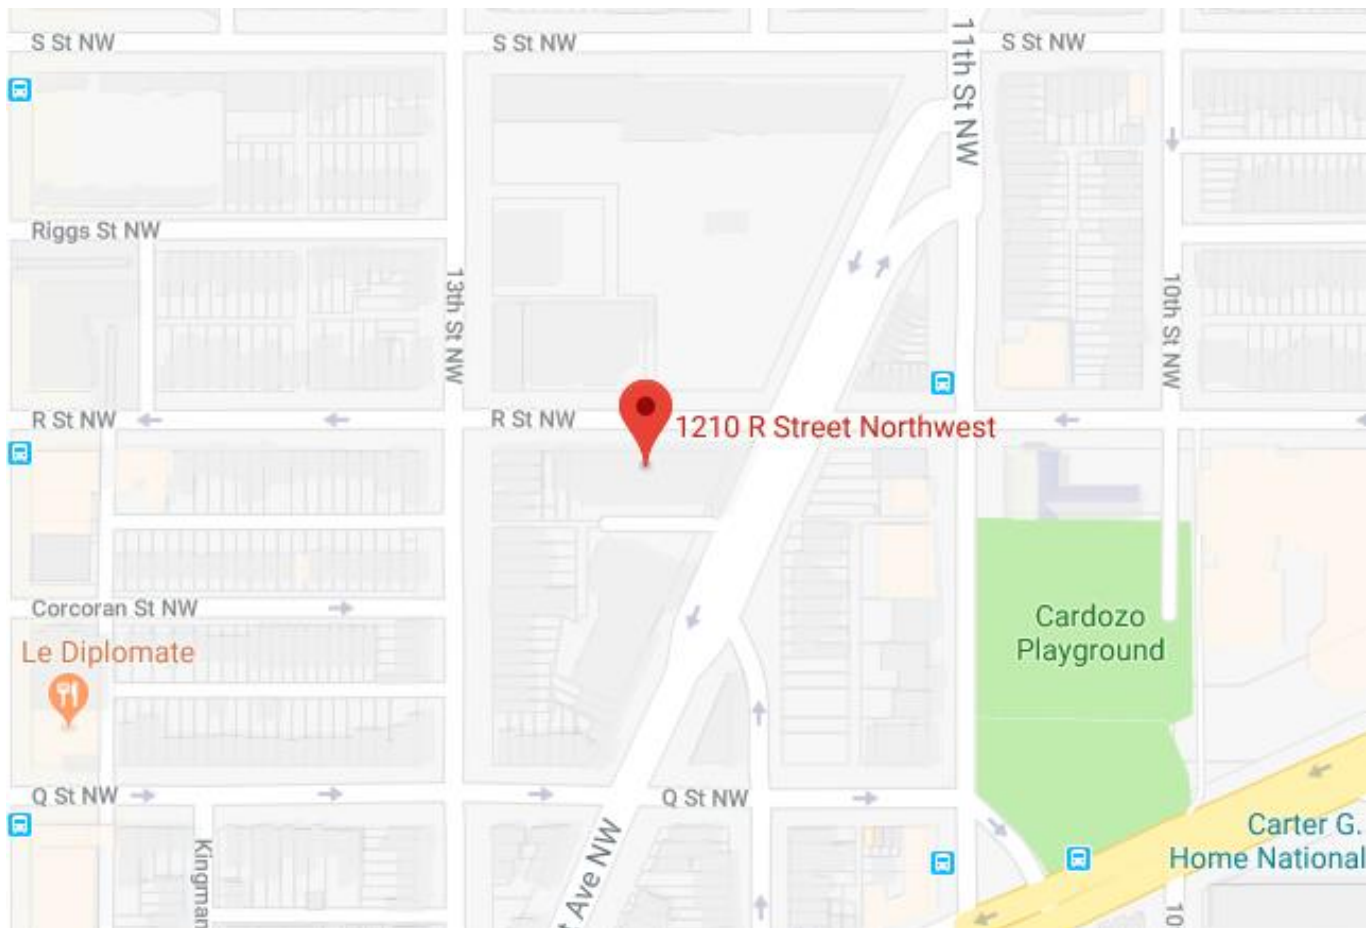 S St NW
S St NW
11th St NW
S St NW
Riggs St NW
13th St NW
10th St NW
R St NW
R St NW
1210 R Street Northwest
Corcoran St NW
Cardozo
Playground
Le Diplomate
Q St NW
Q St NW
Kingman
t Ave NW
Carter G.
Home National
10